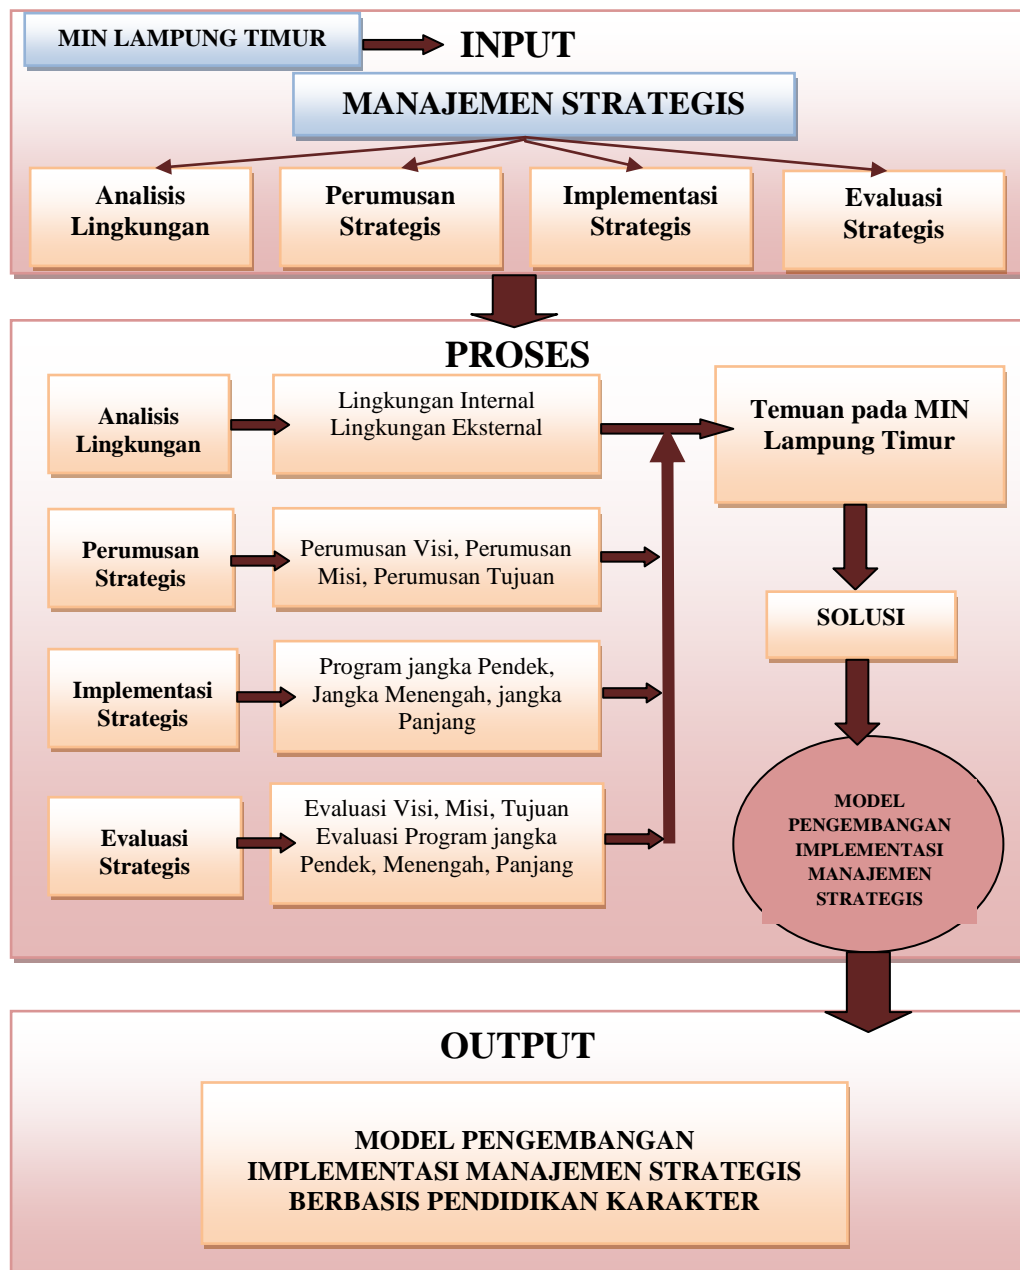 MIN LAMPUNG TIMUR
INPUT
MANAJEMEN STRATEGIS
Analisis
Lingkungan
Perumusan
Strategis
Implementasi
Strategis
Evaluasi
Strategis
PROSES
Analisis
Lingkungan
Lingkungan Internal
Lingkungan Eksternal
Temuan pada MIN
Lampung Timur
Perumusan
Strategis
Perumusan Visi, Perumusan
Misi, Perumusan Tujuan
SOLUSI
Implementasi
Strategis
Program jangka Pendek,
Jangka Menengah, jangka
Panjang
Evaluasi
Strategis
Evaluasi Visi, Misi, Tujuan
Evaluasi Program jangka
Pendek, Menengah, Panjang
MODEL
PENGEMBANGAN
IMPLEMENTASI
MANAJEMEN
STRATEGIS
OUTPUT
MODEL PENGEMBANGAN
IMPLEMENTASI MANAJEMEN STRATEGIS
BERBASIS PENDIDIKAN KARAKTER